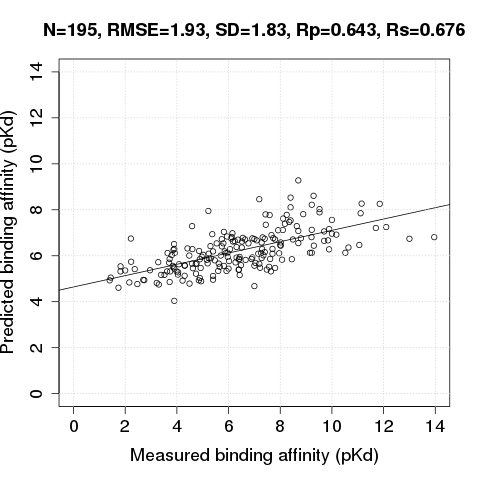 N=195, RMSE=1.93, SD=1.83, Rp=0.643, Rs=0.676
Predicted binding affinity (pKd)
14
12
10
8
6
4
2
0
0 2 4 6 8 10 12 14
Measured binding affinity (pKd)